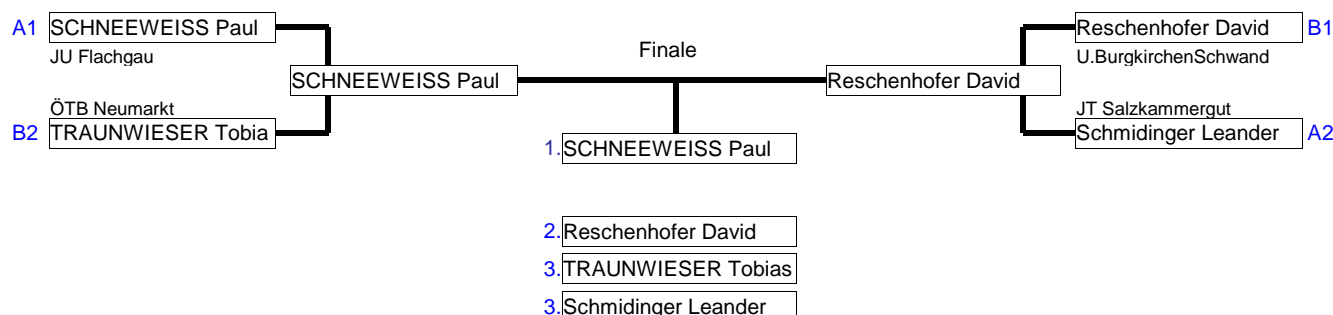 A1 SCHNEEWEISS Paul
JU Flachgau
ÖTB Neumarkt
B2 TRAUNWIESER Tobia
SCHNEEWEISS Paul
Finale
Reschenhofer David
Reschenhofer David B1
U.BurgkirchenSchwand
JT Salzkammergut
Schmidinger Leander A2
1. SCHNEEWEISS Paul
2. Reschenhofer David
3. TRAUNWIESER Tobias
3. Schmidinger Leander